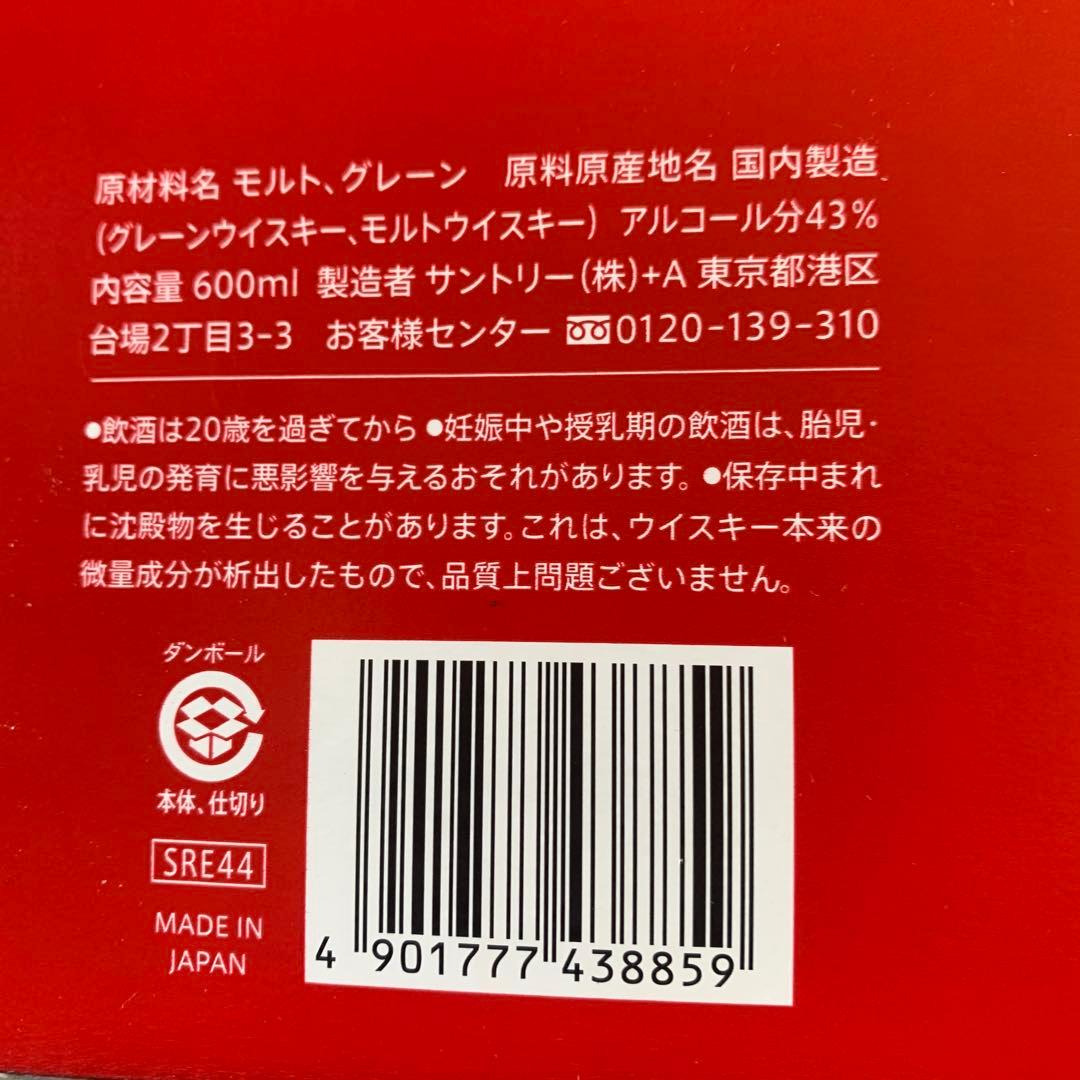 原材料名 モルト、グレーン 原料原産地名 国内製造
(グレーンウイスキー、モルトウイスキー) アルコール分43%
内容量 600ml 製造者 サントリー(株)+A 東京都港区
台場2丁目3-3 お客様センター 0120-139-310
●飲酒は20歳を過ぎてから ●妊娠中や授乳期の飲酒は、胎児・
乳児の発育に悪影響を与えるおそれがあります。 ●保存中まれ
に沈殿物を生じることがあります。これは、ウイスキー本来の
微量成分が析出したもので、品質上問題ございません。
ダンボール
本体、仕切り
SRE44
MADE IN
JAPAN
4 901777 438859